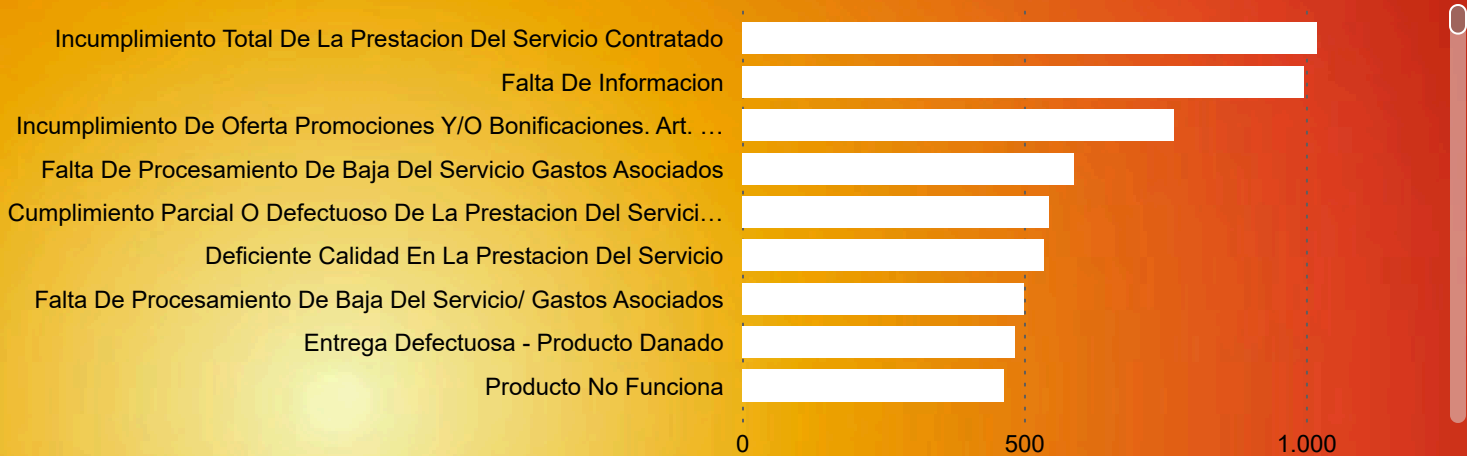 Incumplimiento Total De La Prestacion Del Servicio Contratado
Falta De Informacion
Incumplimiento De Oferta Promociones Y/O Bonificaciones. Art. …
Falta De Procesamiento De Baja Del Servicio Gastos Asociados
Cumplimiento Parcial O Defectuoso De La Prestacion Del Servici…
Deficiente Calidad En La Prestacion Del Servicio
Falta De Procesamiento De Baja Del Servicio/ Gastos Asociados
Entrega Defectuosa - Producto Danado
Producto No Funciona
0 500 1.000